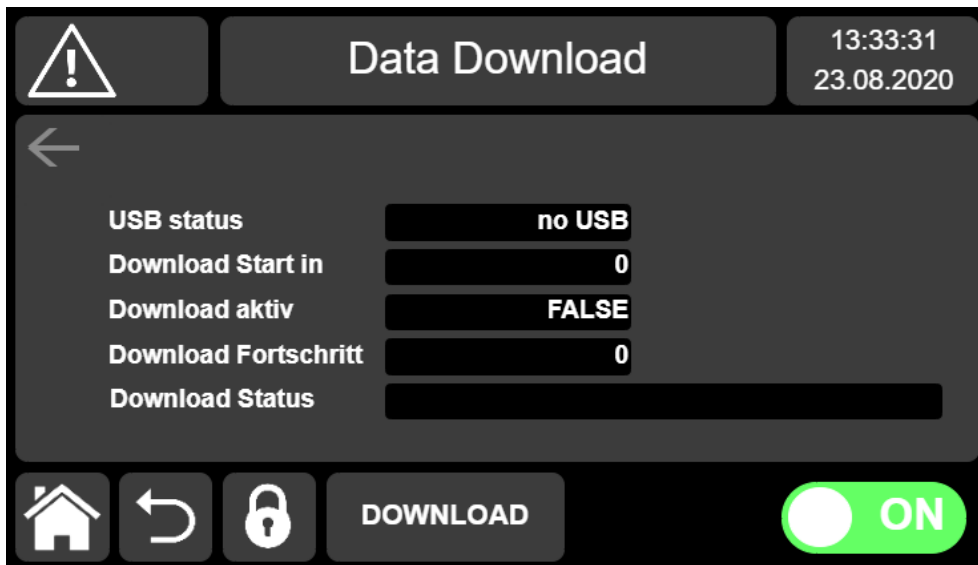 Data Download
13:33:31
23.08.2020
USB status no USB
Download Start in 0
Download aktiv FALSE
Download Fortschritt 0
Download Status
DOWNLOAD
ON